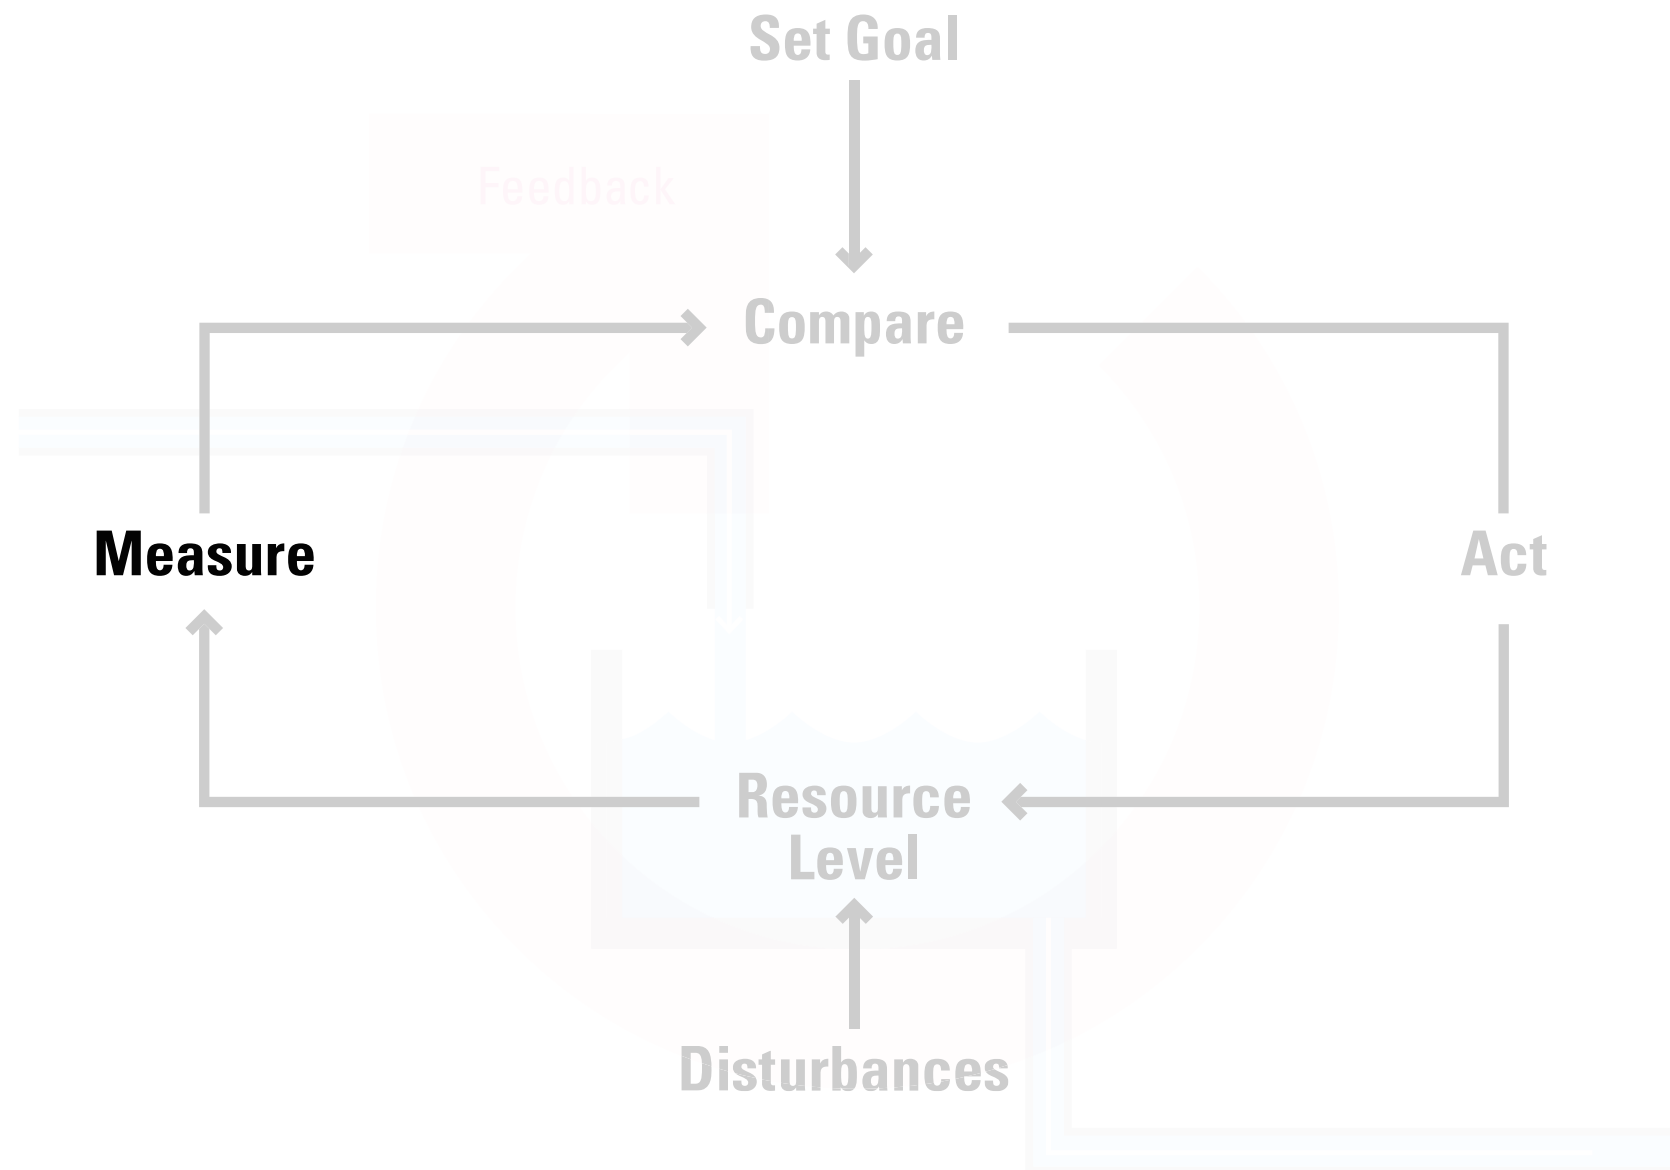 Set Goal
Feedback
Compare
Measure
Act
Resource
Level
Disturbances